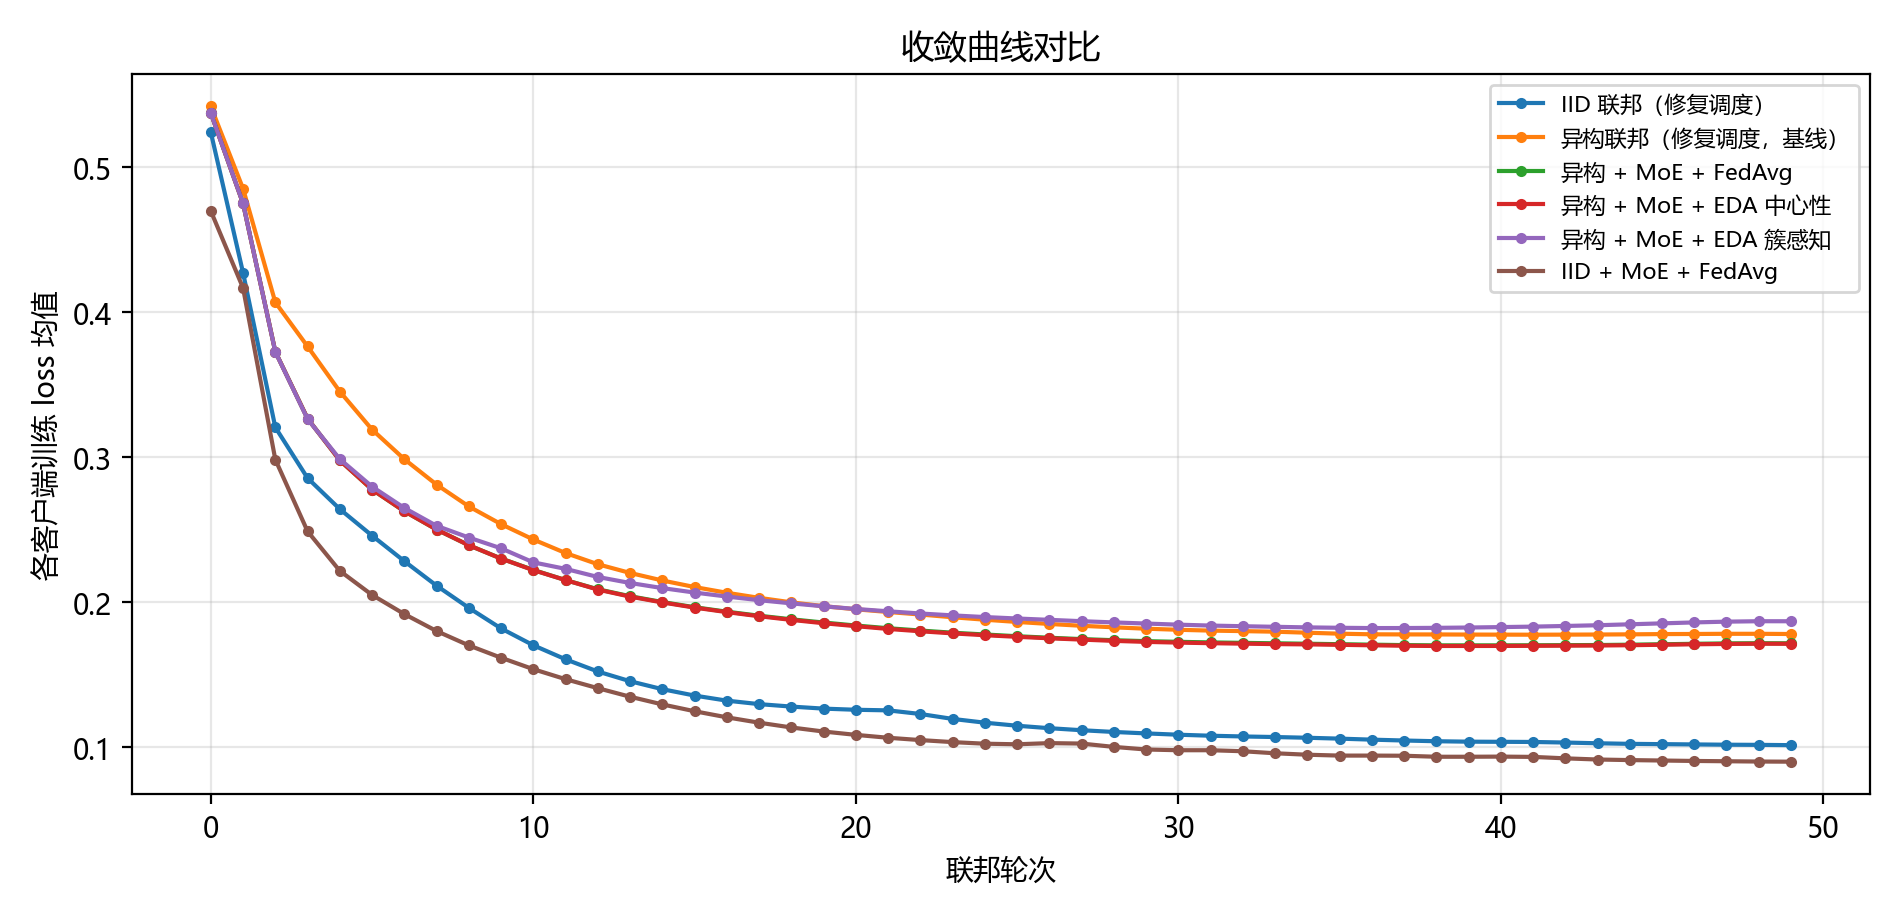 收敛曲线对比
各客户端训练 loss 均值
0.5
0.4
0.3
0.2
0.1
IID 联邦（修复调度）
异构联邦（修复调度，基线）
异构 + MoE + FedAvg
异构 + MoE + EDA 中心性
异构 + MoE + EDA 簇感知
IID + MoE + FedAvg
0 10 20 30 40 50
联邦轮次